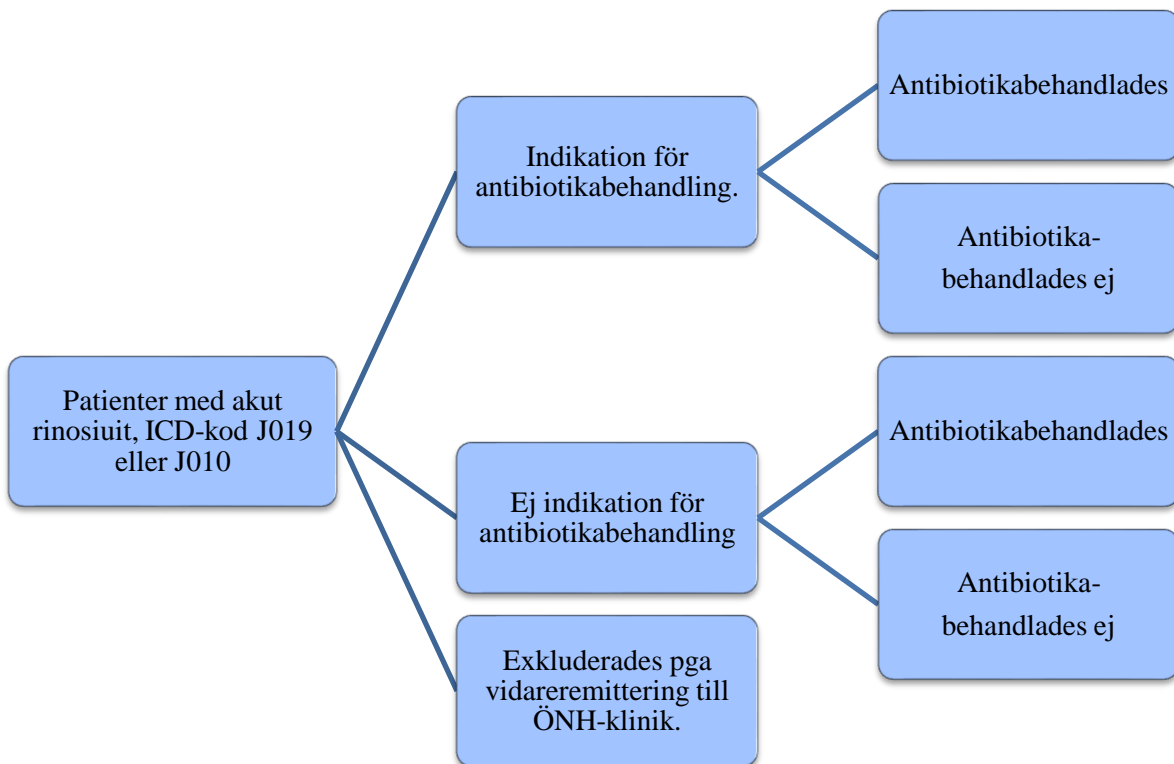 Patienter med akut
rinosiuit, ICD-kod J019
eller J010
Indikation för
antibiotikabehandling.
Antibiotikabehandlades
Antibiotika-
behandlades ej
Ej indikation för
antibiotikabehandling
Antibiotikabehandlades
Antibiotika-
behandlades ej
Exkluderades pga
vidareremittering till
ÖNH-klinik.